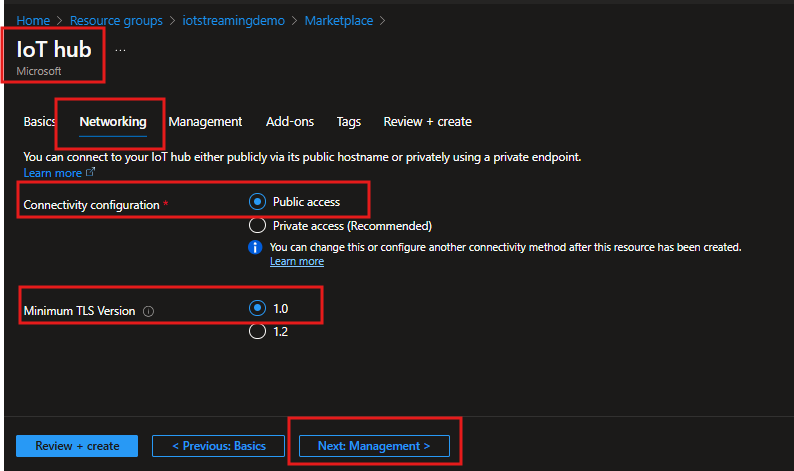 Home > Resource groups > iotstreamingdemo > Marketplace >
IoT hub ...
Microsoft
Basics Networking Management Add-ons Tags Review + create
You can connect to your IoT hub either publicly via its public hostname or privately using a private endpoint.
Learn more
Connectivity configuration * Public access
Private access (Recommended)
You can change this or configure another connectivity method after this resource has been created.
Learn more
Minimum TLS Version 1.0
1.2
Review + create < Previous: Basics Next: Management >